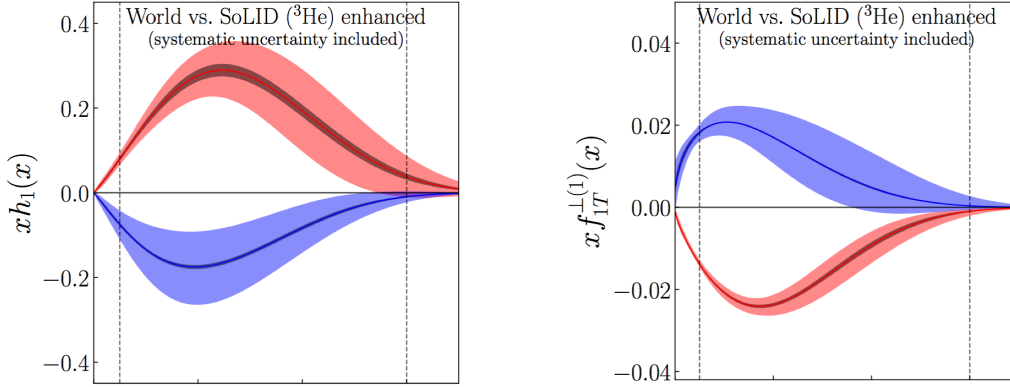 World vs. SoLID (³He) enhanced
(systematic uncertainty included)
0.4
0.2
0.0
−0.2
−0.4
xh₁(x)
World vs. SoLID (³He) enhanced
(systematic uncertainty included)
0.04
0.02
0.00
−0.02
−0.04
xf₁T^⊥(1)(x)